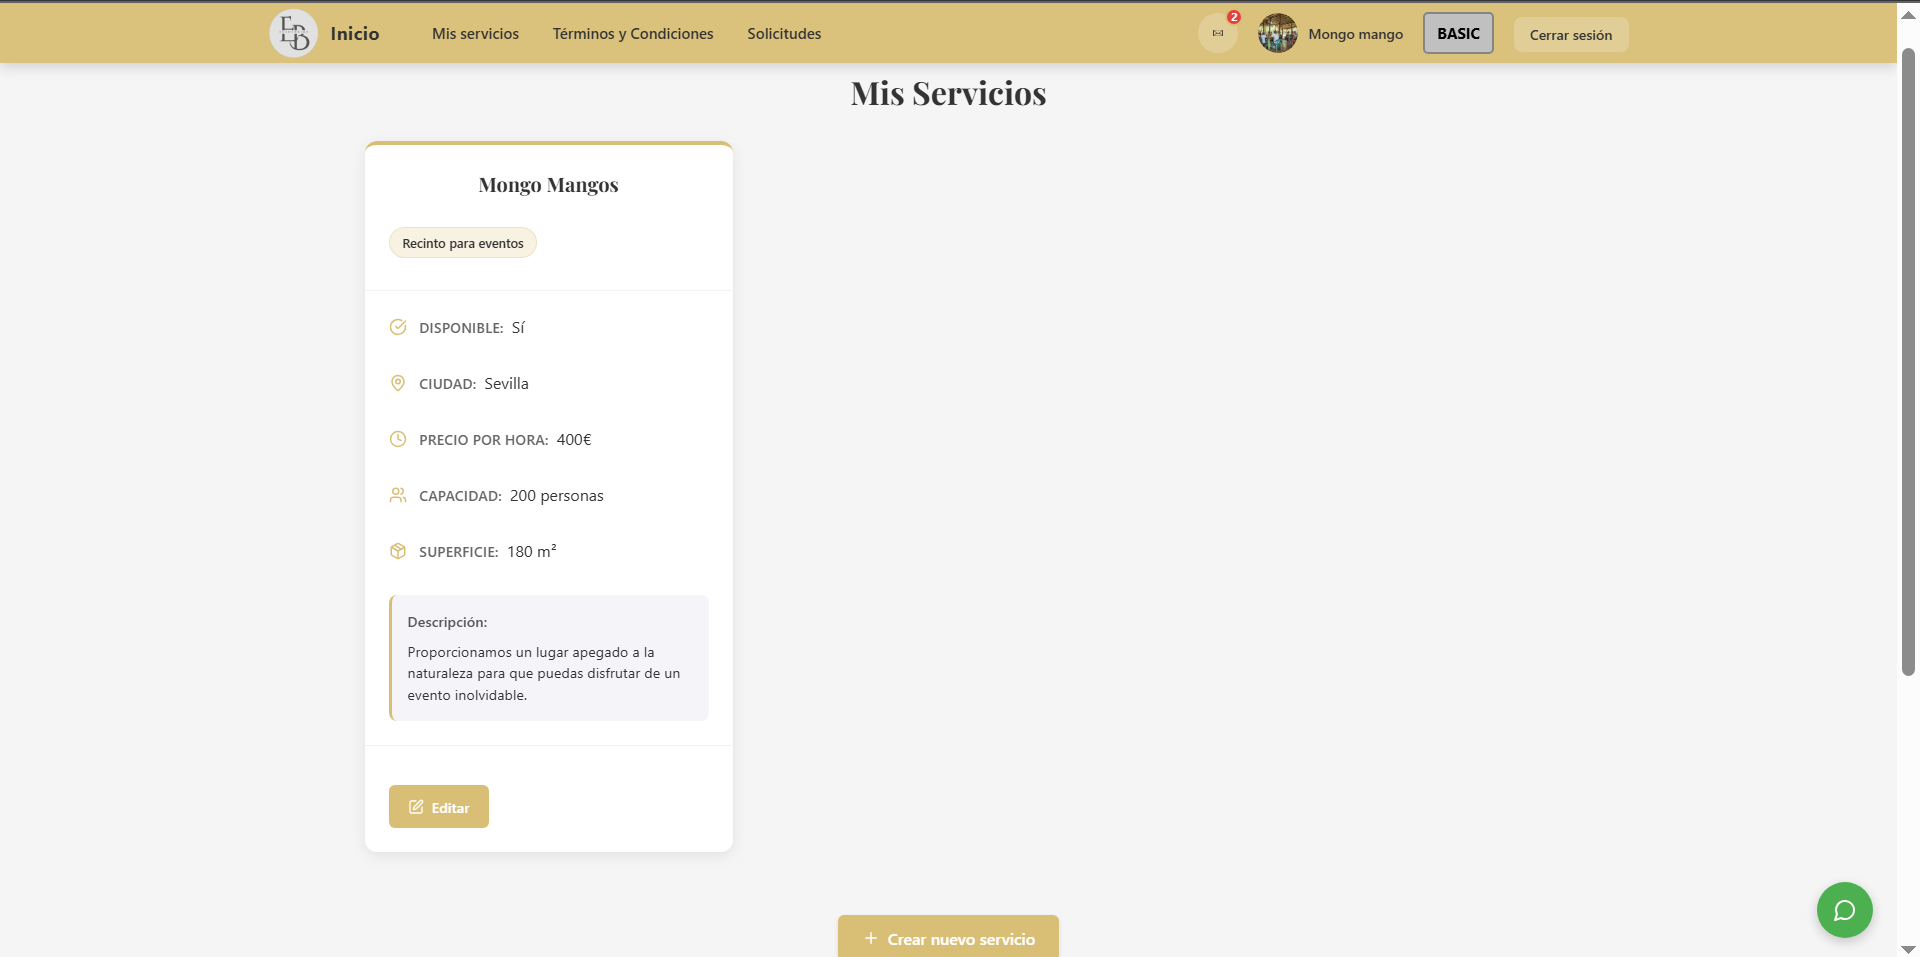 EB
Inicio
Mis servicios
Términos y Condiciones
Solicitudes
2
Mongo mango
BASIC
Cerrar sesión
Mis Servicios
Mongo Mangos
Recinto para eventos
DISPONIBLE: Sí
CIUDAD: Sevilla
PRECIO POR HORA: 400€
CAPACIDAD: 200 personas
SUPERFICIE: 180 m²
Descripción:
Proporcionamos un lugar apegado a la
naturaleza para que puedas disfrutar de un
evento inolvidable.
Editar
Crear nuevo servicio